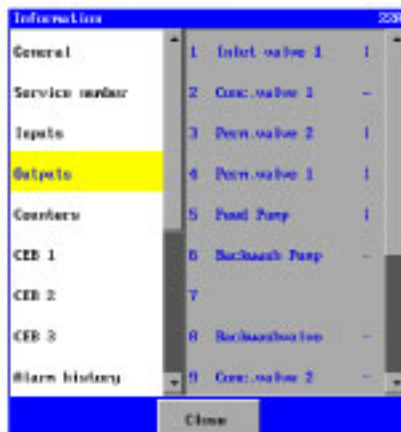 Information 220
General
Service number
Inputs
Outputs
Counters
CEB 1
CEB 2
CEB 3
Alarm history
1 Inlet valve 1 I
2 Conc.valve 1 -
3 Perm.valve 2 I
4 Perm.valve 1 I
5 Feed Pump I
6 Backwash Pump -
7
8 Backwashvalve -
9 Conc.valve 2 -
Close